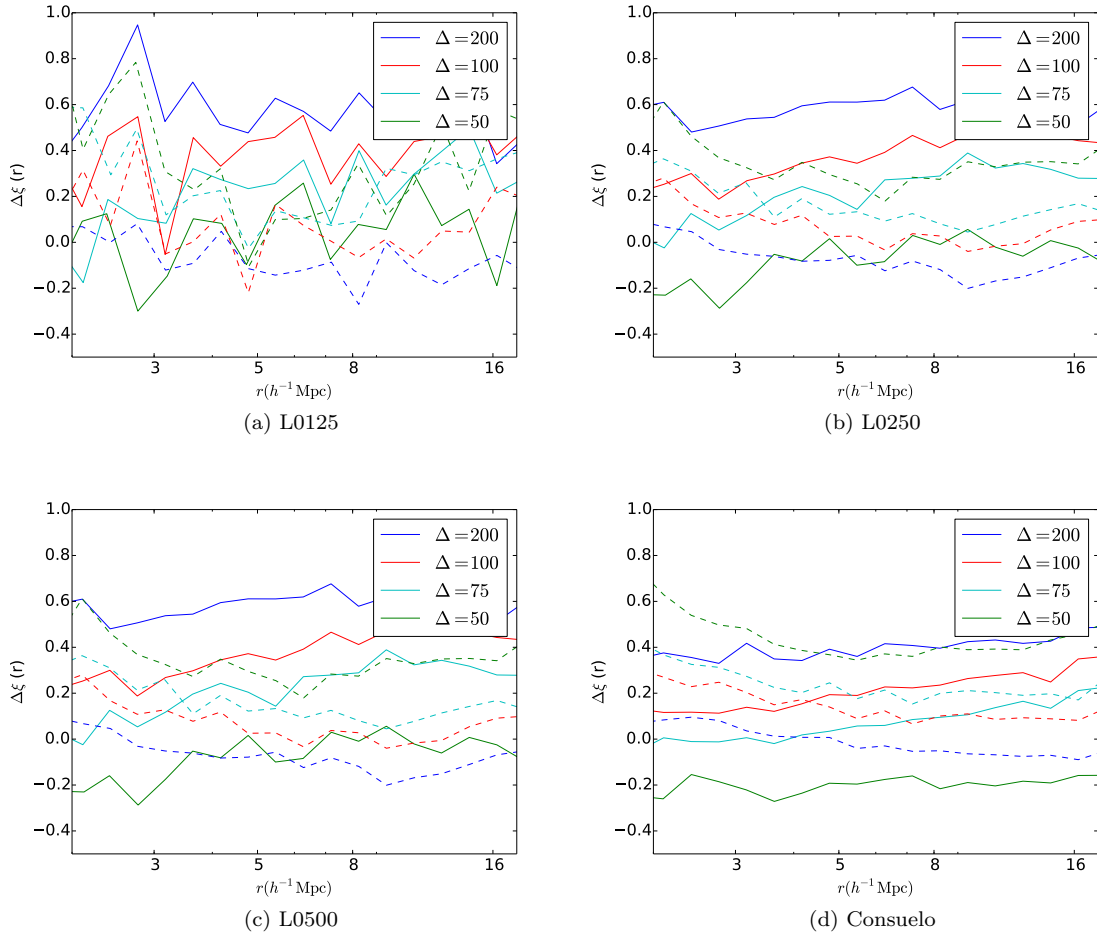 1.0
0.8
0.6
0.4
0.2
0.0
−0.2
−0.4
Δξ (r)
3 5 8 16
r(h⁻¹ Mpc)
Δ = 200
Δ = 100
Δ = 75
Δ = 50
(a) L0125
1.0
0.8
0.6
0.4
0.2
0.0
−0.2
−0.4
Δξ (r)
3 5 8 16
r(h⁻¹ Mpc)
Δ = 200
Δ = 100
Δ = 75
Δ = 50
(b) L0250
1.0
0.8
0.6
0.4
0.2
0.0
−0.2
−0.4
Δξ (r)
3 5 8 16
r(h⁻¹ Mpc)
Δ = 200
Δ = 100
Δ = 75
Δ = 50
(c) L0500
1.0
0.8
0.6
0.4
0.2
0.0
−0.2
−0.4
Δξ (r)
3 5 8 16
r(h⁻¹ Mpc)
Δ = 200
Δ = 100
Δ = 75
Δ = 50
(d) Consuelo